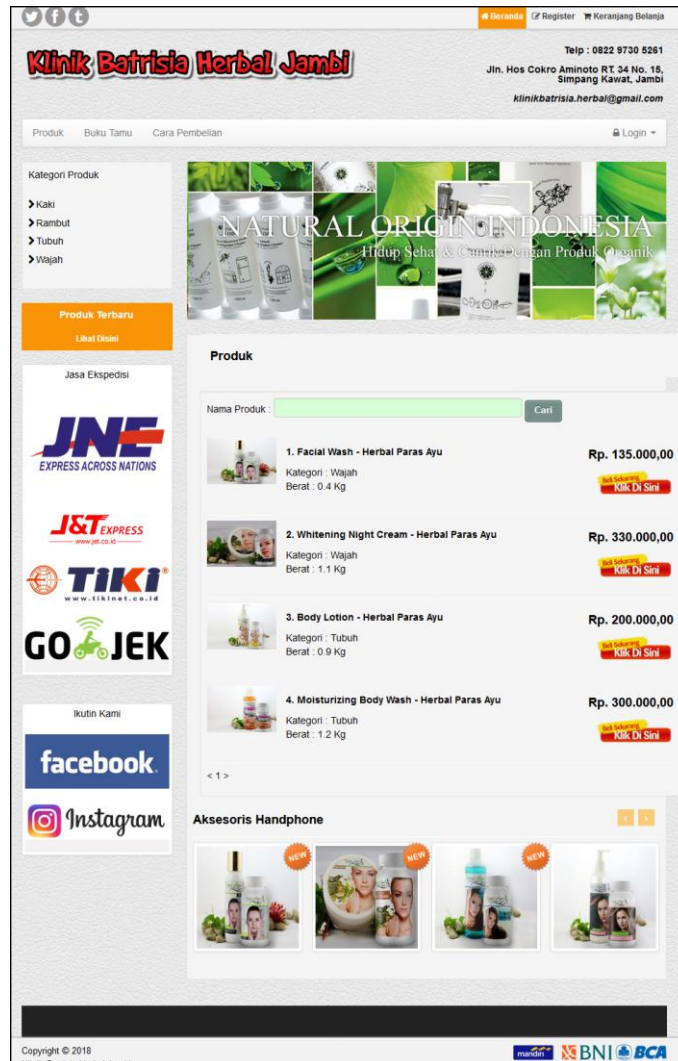 Beranda Register Keranjang Belanja
Klinik Batrisia Herbal Jambi
Telp : 0822 9730 5261
Jln. Hos Cokro Aminoto RT. 34 No. 15,
Simpang Kawat, Jambi
klinikbatrisia.herbal@gmail.com
Produk Buku Tamu Cara Pembelian Login
Kategori Produk
Kaki
Rambut
Tubuh
Wajah
NATURAL ORIGIN INDONESIA
Hidup Sehat & Cantik Dengan Produk Organik
Produk Terbaru
Lihat Disini
Jasa Ekspedisi
JNE
EXPRESS ACROSS NATIONS
J&T EXPRESS
www.jet.co.id
TIKI
www.tikinet.co.id
GO JEK
Ikutin Kami
facebook.
Instagram
Produk
Nama Produk : Cari
1. Facial Wash - Herbal Paras Ayu
Rp. 135.000,00
Kategori : Wajah
Berat : 0.4 Kg
Beli Sekarang
Klik Di Sini
2. Whitening Night Cream - Herbal Paras Ayu
Rp. 330.000,00
Kategori : Wajah
Berat : 1.1 Kg
Beli Sekarang
Klik Di Sini
3. Body Lotion - Herbal Paras Ayu
Rp. 200.000,00
Kategori : Tubuh
Berat : 0.9 Kg
Beli Sekarang
Klik Di Sini
4. Moisturizing Body Wash - Herbal Paras Ayu
Rp. 300.000,00
Kategori : Tubuh
Berat : 1.2 Kg
Beli Sekarang
Klik Di Sini
< 1 >
Aksesoris Handphone
NEW
NEW
NEW
Copyright © 2018
mandiri BNI BCA